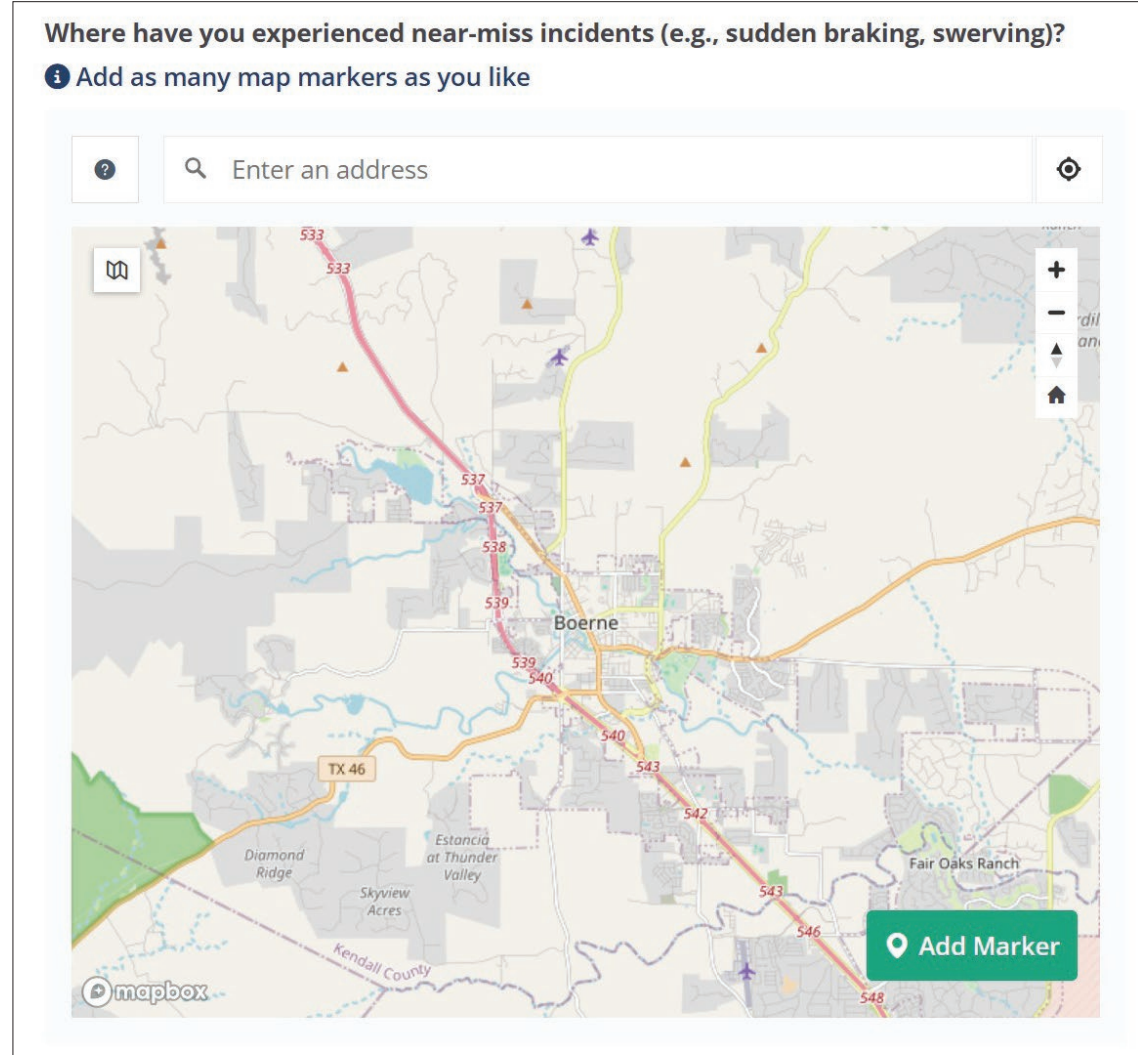 Where have you experienced near-miss incidents (e.g., sudden braking, swerving)?
Add as many map markers as you like
Enter an address
533
533
537
537
538
539
Boerne
539
540
540
543
TX 46
542
Estancia
at Thunder
Valley
Diamond
Ridge
Fair Oaks Ranch
Skyview
Acres
543
546
Add Marker
Kendall County
mapbox
548